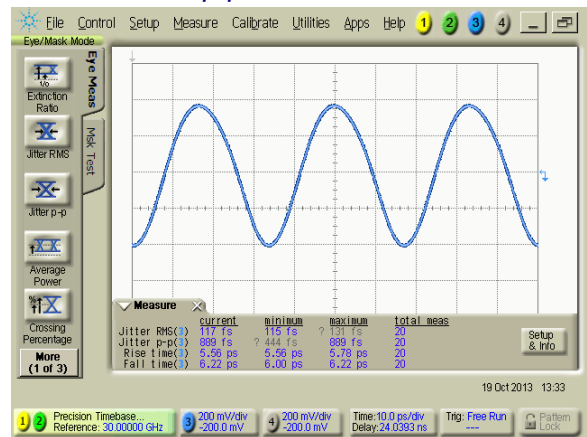 File Control Setup Measure Calibrate Utilities Apps Help 1 2 3 4
Eye/Mask Mode
Eye Meas
Msk Test
Extinction
Ratio
Jitter RMS
Jitter p-p
Average
Power
Crossing
Percentage
More
(1 of 3)
Measure
current minimum maximum total meas
Jitter RMS(3) 117 fs 115 fs ? 131 fs 20
Jitter p-p(3) 889 fs ? 444 fs 889 fs 20
Rise time(3) 5.56 ps 5.56 ps 5.78 ps 20
Fall time(3) 6.22 ps 6.00 ps 6.22 ps 20
Setup
& Info
19 Oct 2013 13:33
1 2 Precision Timebase...
Reference: 30.00000 GHz
3 200 mV/div
-200.0 mV
4 200 mV/div
-200.0 mV
Time:10.0 ps/div
Delay:24.0393 ns
Trig: Free Run
---
Pattern
Lock